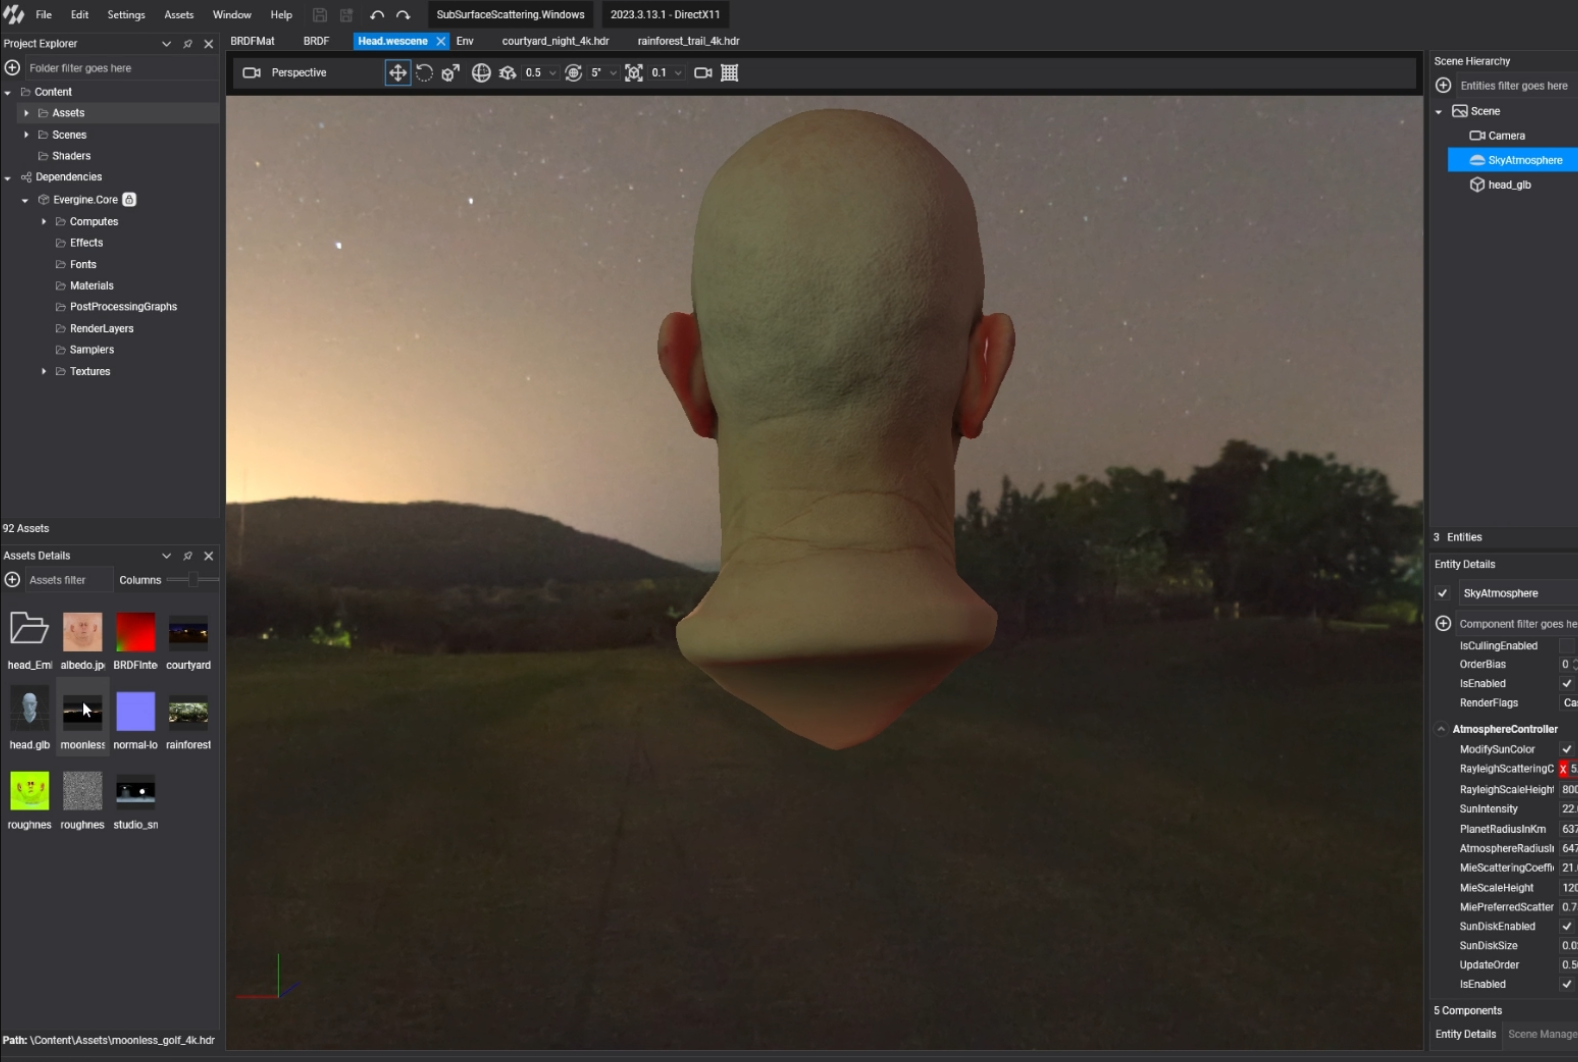 File Edit Settings Assets Window Help SubSurfaceScattering.Windows 2023.3.13.1 - DirectX11
Project Explorer
Folder filter goes here
Content
Assets
Scenes
Shaders
Dependencies
Evergine.Core
Computes
Effects
Fonts
Materials
PostProcessingGraphs
RenderLayers
Samplers
Textures
92 Assets
Assets Details
Assets filter Columns
head_Emi albedo.jp BRDFInte courtyard
head.glb moonless normal-lo rainforest
roughnes roughnes studio_sn
Path: \Content\Assets\moonless_golf_4k.hdr
BRDFMat BRDF Head.wescene Env courtyard_night_4k.hdr rainforest_trail_4k.hdr
Perspective 0.5 5° 0.1
Scene Hierarchy
Entities filter goes here
Scene
Camera
SkyAtmosphere
head_glb
3 Entities
Entity Details
SkyAtmosphere
Component filter goes he
IsCullingEnabled
OrderBias 0
IsEnabled
RenderFlags Ca
AtmosphereController
ModifySunColor
RayleighScatteringC X 5.
RayleighScaleHeight 800
SunIntensity 22.
PlanetRadiusInKm 637
AtmosphereRadiusIn 647
MieScatteringCoeffi 21.
MieScaleHeight 120
MiePreferredScatter 0.7
SunDiskEnabled
SunDiskSize 0.0
UpdateOrder 0.5
IsEnabled
5 Components
Entity Details Scene Manage